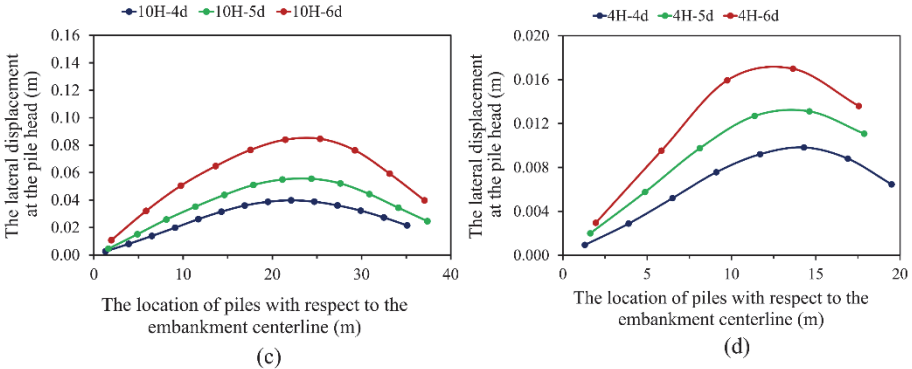 10H-4d 10H-5d 10H-6d
The lateral displacement
at the pile head (m)
0.16
0.14
0.12
0.10
0.08
0.06
0.04
0.02
0.00
0 10 20 30 40
The location of piles with respect to the
embankment centerline (m)
(c)
4H-4d 4H-5d 4H-6d
The lateral displacement
at the pile head (m)
0.020
0.016
0.012
0.008
0.004
0.000
0 5 10 15 20
The location of piles with respect to the
embankment centerline (m)
(d)